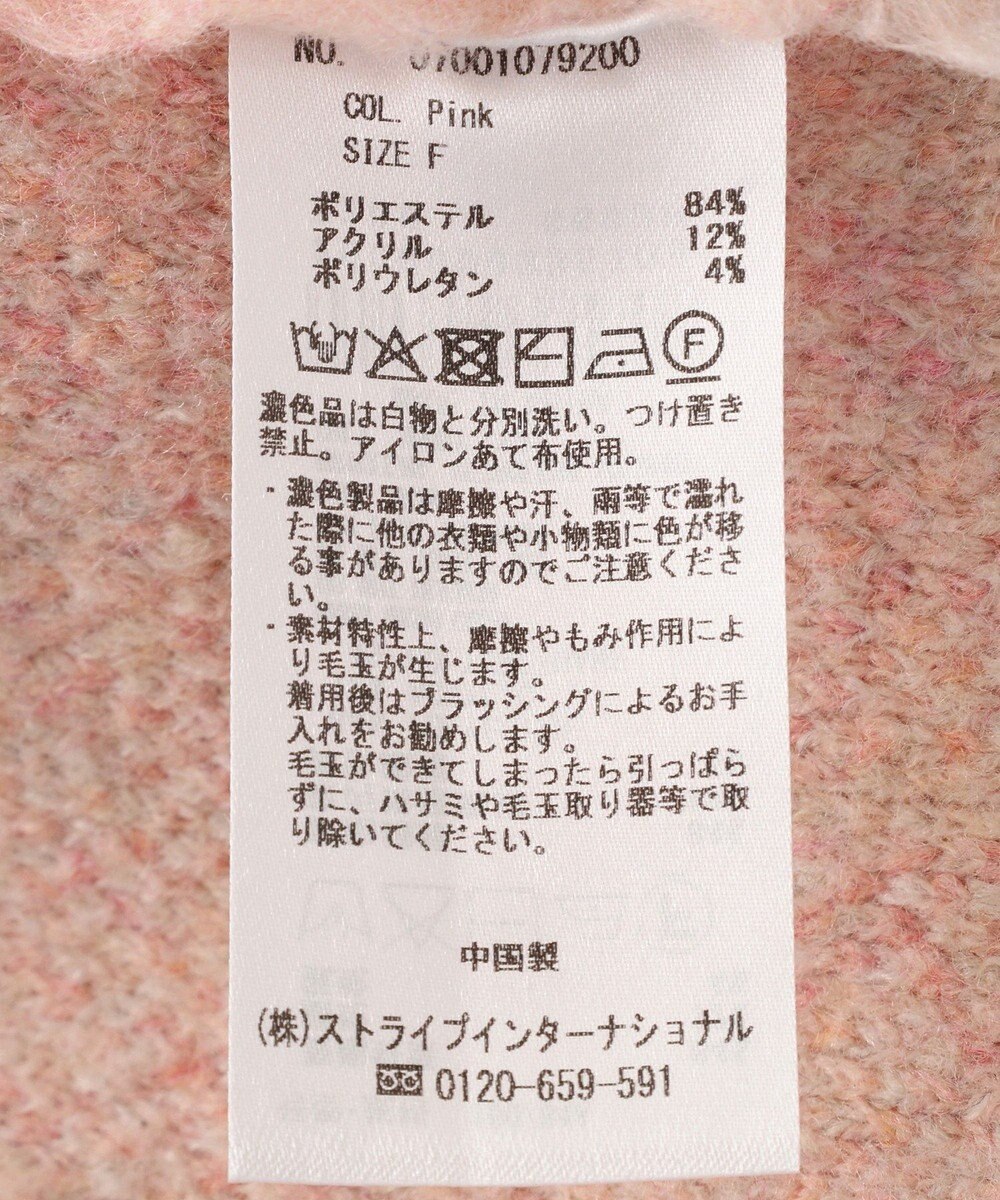 NO. 07001079200
COL. Pink
SIZE F
ポリエステル 84%
アクリル 12%
ポリウレタン 4%
F
濃色品は白物と分別洗い。つけ置き
禁止。アイロンあて布使用。
・濃色製品は摩擦や汗、雨等で濡れ
た際に他の衣類や小物類に色が移
る事がありますのでご注意くださ
い。
・素材特性上、摩擦やもみ作用によ
り毛玉が生じます。
着用後はブラッシングによるお手
入れをお勧めします。
毛玉ができてしまったら引っぱら
ずに、ハサミや毛玉取り器等で取
り除いてください。
中国製
(株)ストライプインターナショナル
0120-659-591